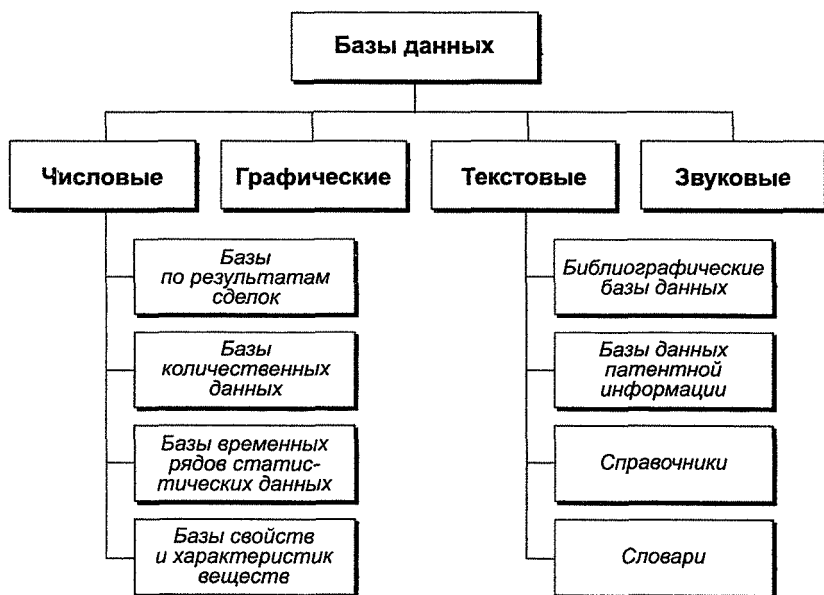 Базы данных
Числовые
Графические
Текстовые
Звуковые
Базы
по результатам
сделок
Базы
количественных
данных
Базы временных
рядов статис-
тических данных
Базы свойств
и характеристик
веществ
Библиографические
базы данных
Базы данных
патентной
информации
Справочники
Словари